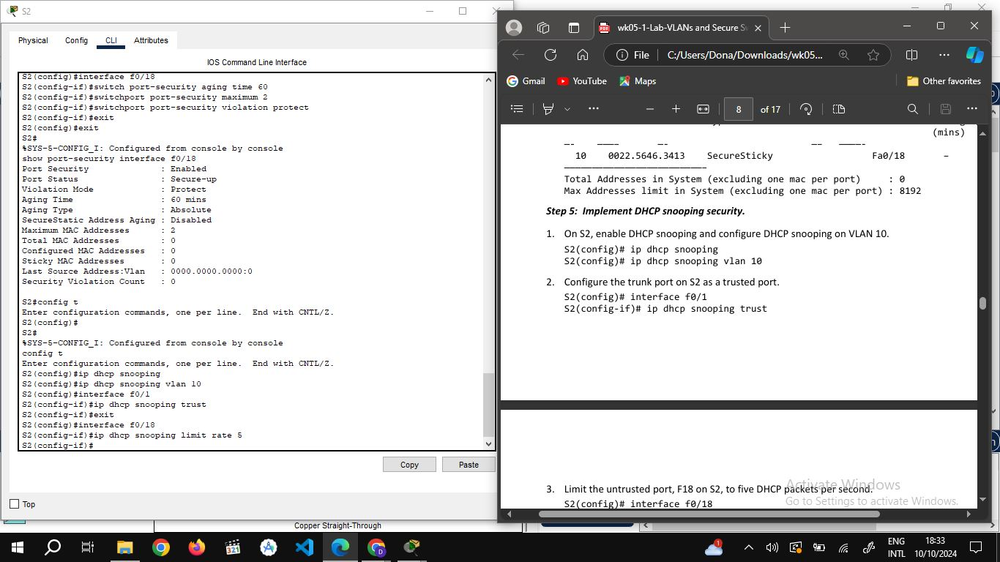 S2
Physical Config CLI Attributes
IOS Command Line Interface
S2(config)#interface f0/18
S2(config-if)#switch port-security aging time 60
S2(config-if)#switchport port-security maximum 2
S2(config-if)#switchport port-security violation protect
S2(config-if)#exit
S2(config)#exit
S2#
%SYS-5-CONFIG_I: Configured from console by console
show port-security interface f0/18
Port Security : Enabled
Port Status : Secure-up
Violation Mode : Protect
Aging Time : 60 mins
Aging Type : Absolute
SecureStatic Address Aging : Disabled
Maximum MAC Addresses : 2
Total MAC Addresses : 0
Configured MAC Addresses : 0
Sticky MAC Addresses : 0
Last Source Address:Vlan : 0000.0000.0000:0
Security Violation Count : 0
S2#config t
Enter configuration commands, one per line. End with CNTL/Z.
S2(config)#
S2#
%SYS-5-CONFIG_I: Configured from console by console
config t
Enter configuration commands, one per line. End with CNTL/Z.
S2(config)#ip dhcp snooping
S2(config)#ip dhcp snooping vlan 10
S2(config)#interface f0/1
S2(config-if)#ip dhcp snooping trust
S2(config-if)#exit
S2(config)#interface f0/18
S2(config-if)#ip dhcp snooping limit rate 5
S2(config-if)#
Copy Paste
Top
Copper Straight-Through
wk05-1-Lab-VLANs and Secure S
File C:/Users/Dona/Downloads/wk05...
Gmail YouTube Maps Other favorites
8 of 17
(mins)
10 0022.5646.3413 SecureSticky Fa0/18 -
Total Addresses in System (excluding one mac per port) : 0
Max Addresses limit in System (excluding one mac per port) : 8192
Step 5: Implement DHCP snooping security.
1. On S2, enable DHCP snooping and configure DHCP snooping on VLAN 10.
S2(config)# ip dhcp snooping
S2(config)# ip dhcp snooping vlan 10
2. Configure the trunk port on S2 as a trusted port.
S2(config)# interface f0/1
S2(config-if)# ip dhcp snooping trust
3. Limit the untrusted port, F18 on S2, to five DHCP packets per second.
S2(config)# interface f0/18
Activate Windows
Go to Settings to activate Windows.
ENG
INTL
18:33
10/10/2024